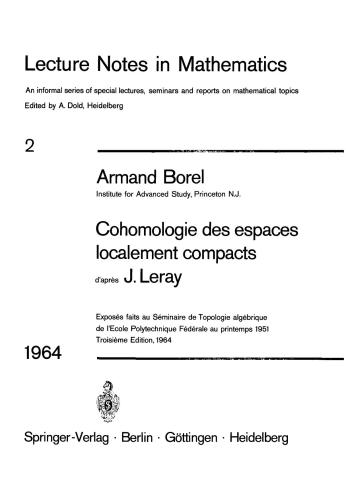 Lecture Notes in Mathematics
An informal series of special lectures, seminars and reports on mathematical topics
Edited by A. Dold, Heidelberg
2
Armand Borel
Institute for Advanced Study, Princeton N.J.
Cohomologie des espaces
localement compacts
d'après J. Leray
Exposés faits au Séminaire de Topologie algébrique
de l'Ecole Polytechnique Fédérale au printemps 1951
Troisième Edition, 1964
1964
Springer-Verlag · Berlin · Göttingen · Heidelberg